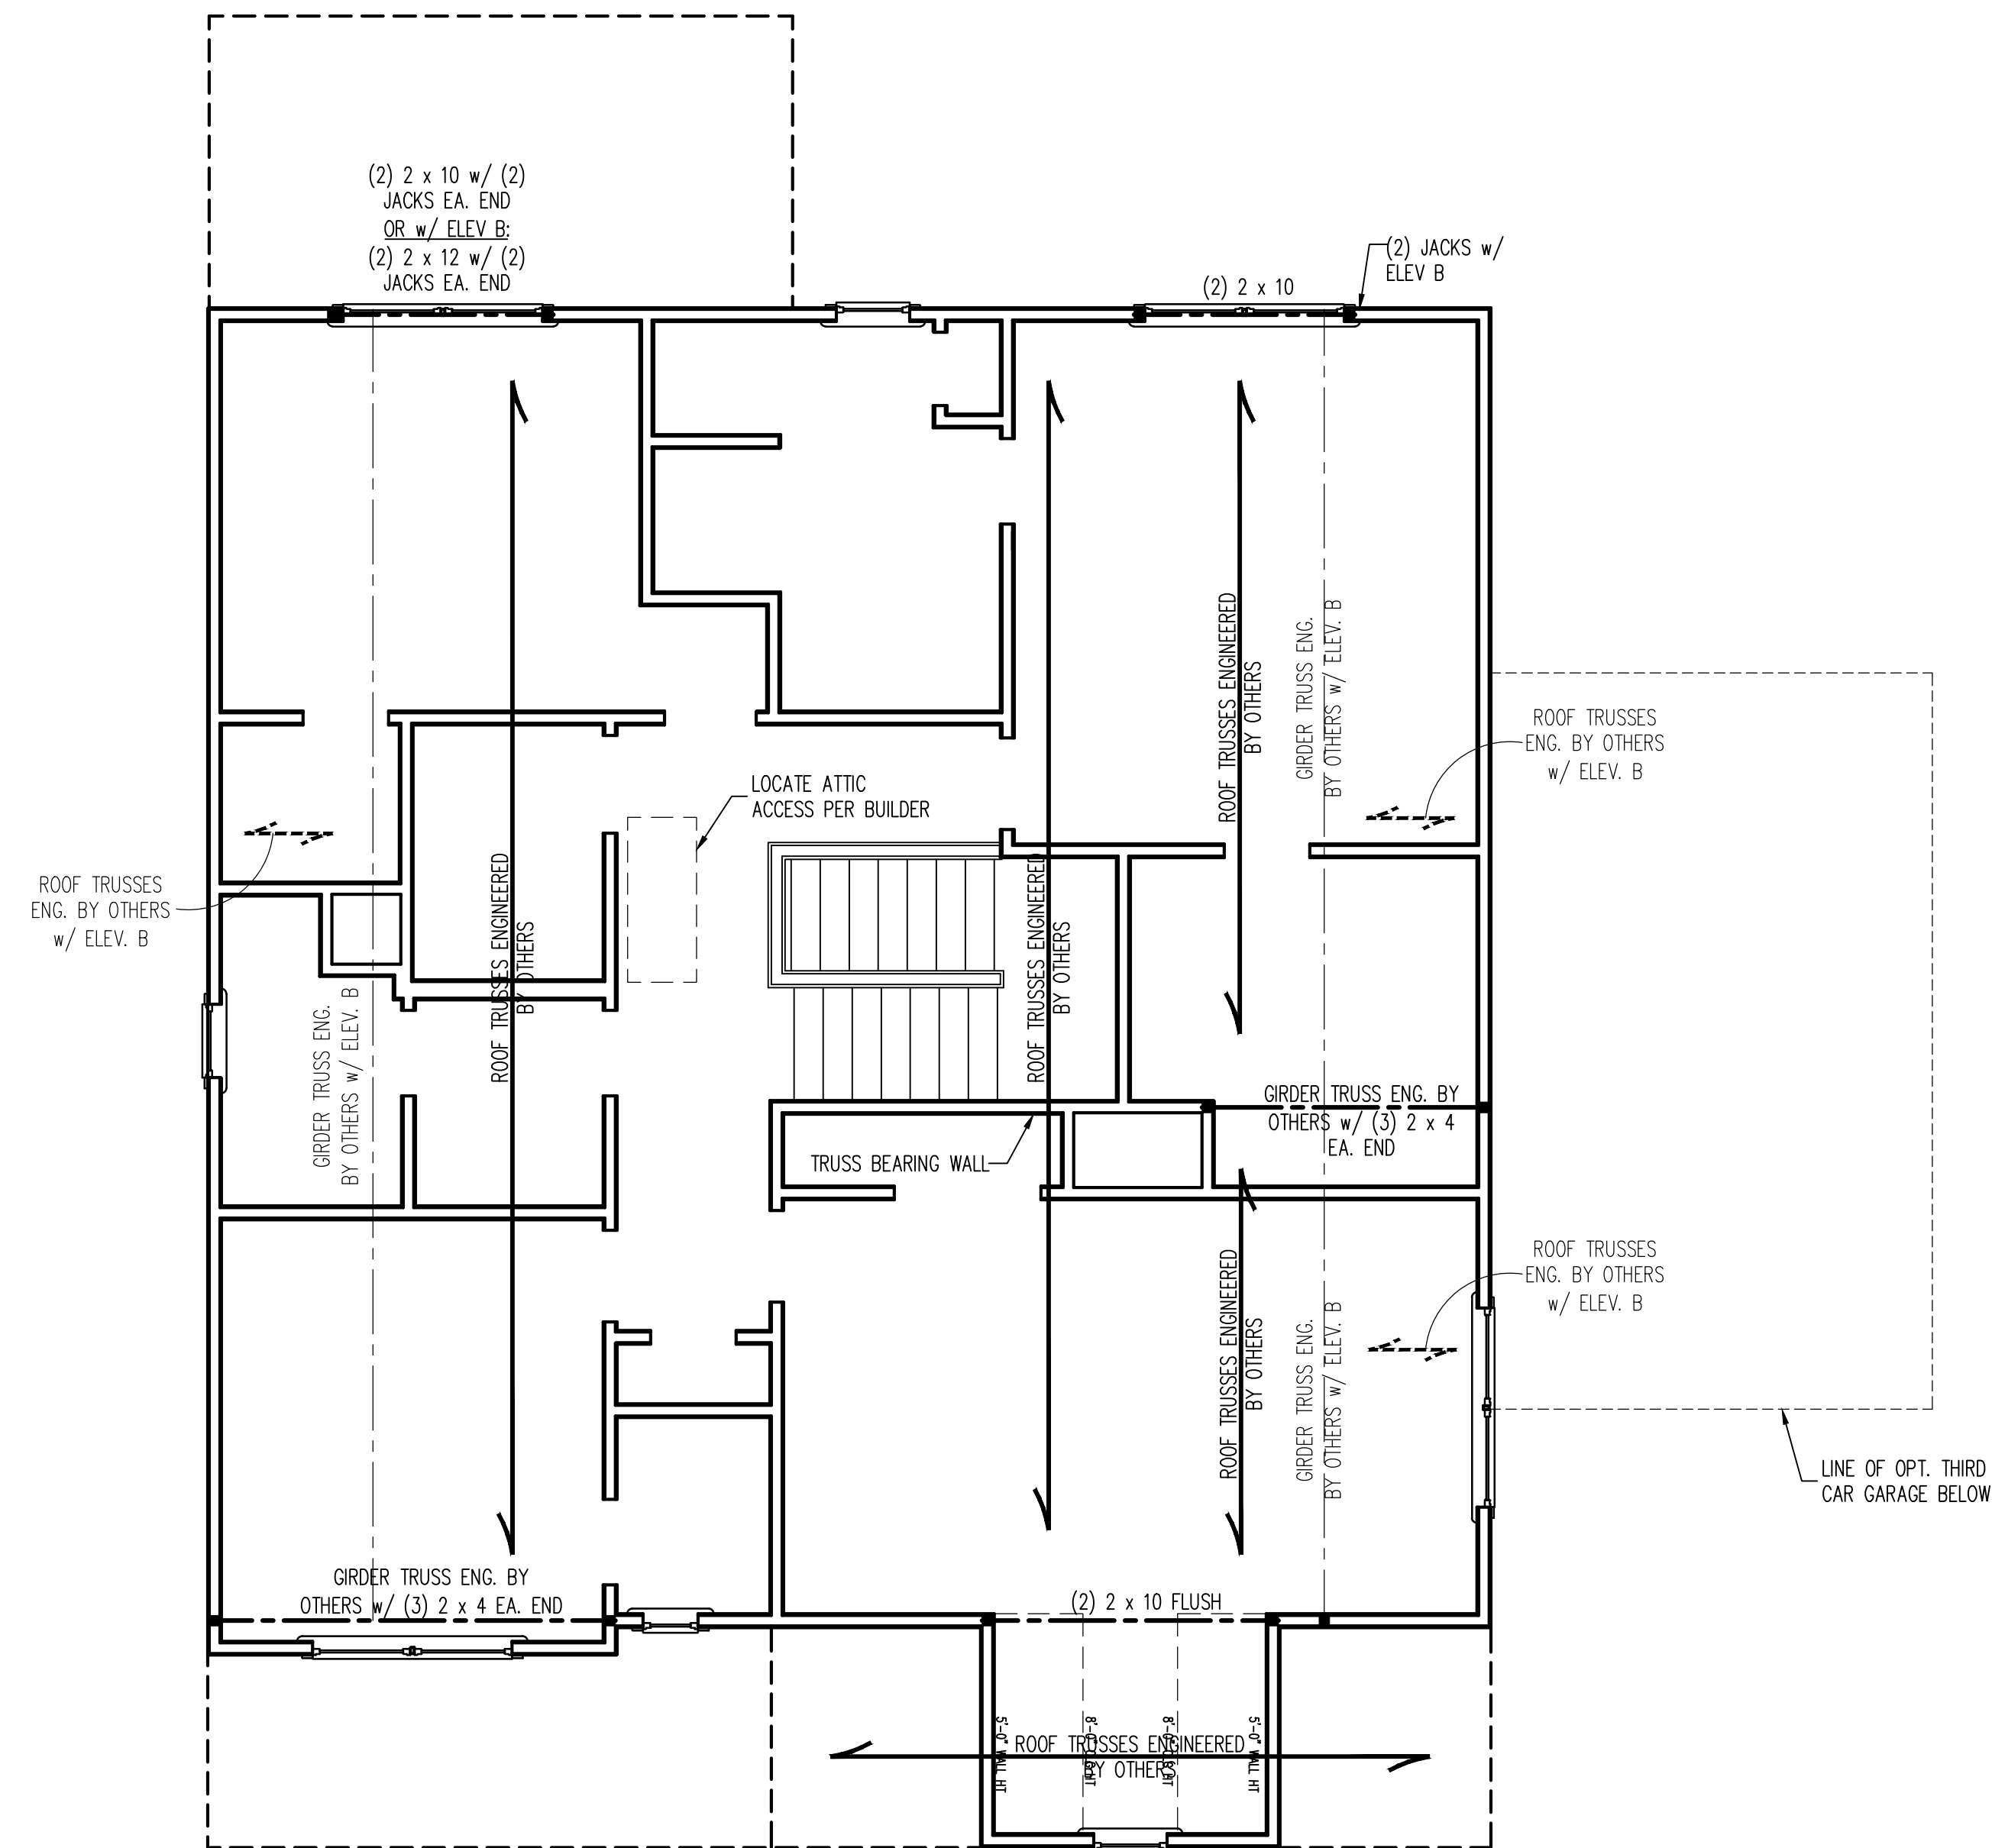 (2) 2 x 10 w/ (2)
JACKS EA. END
OR w/ ELEV B:
(2) 2 x 12 w/ (2)
JACKS EA. END
(2) 2 x 10
(2) JACKS w/
ELEV B
ROOF TRUSSES ENGINEERED
BY OTHERS
GIRDER TRUSS ENG.
BY OTHERS w/ ELEV. B
ROOF TRUSSES
ENG. BY OTHERS
w/ ELEV. B
LOCATE ATTIC
ACCESS PER BUILDER
ROOF TRUSSES
ENG. BY OTHERS
w/ ELEV. B
GIRDER TRUSS ENG.
BY OTHERS w/ ELEV. B
ROOF TRUSSES ENGINEERED
BY OTHERS
ROOF TRUSSES ENGINEERED
BY OTHERS
GIRDER TRUSS ENG. BY
OTHERS w/ (3) 2 x 4
EA. END
TRUSS BEARING WALL
ROOF TRUSSES ENGINEERED
BY OTHERS
GIRDER TRUSS ENG.
BY OTHERS w/ ELEV. B
ROOF TRUSSES
ENG. BY OTHERS
w/ ELEV. B
LINE OF OPT. THIRD
CAR GARAGE BELOW
GIRDER TRUSS ENG. BY
OTHERS w/ (3) 2 x 4 EA. END
(2) 2 x 10 FLUSH
5'-0" WALL HT
8'-0"
8'-0"
5'-0" WALL HT
ROOF TRUSSES ENGINEERED
BY OTHERS